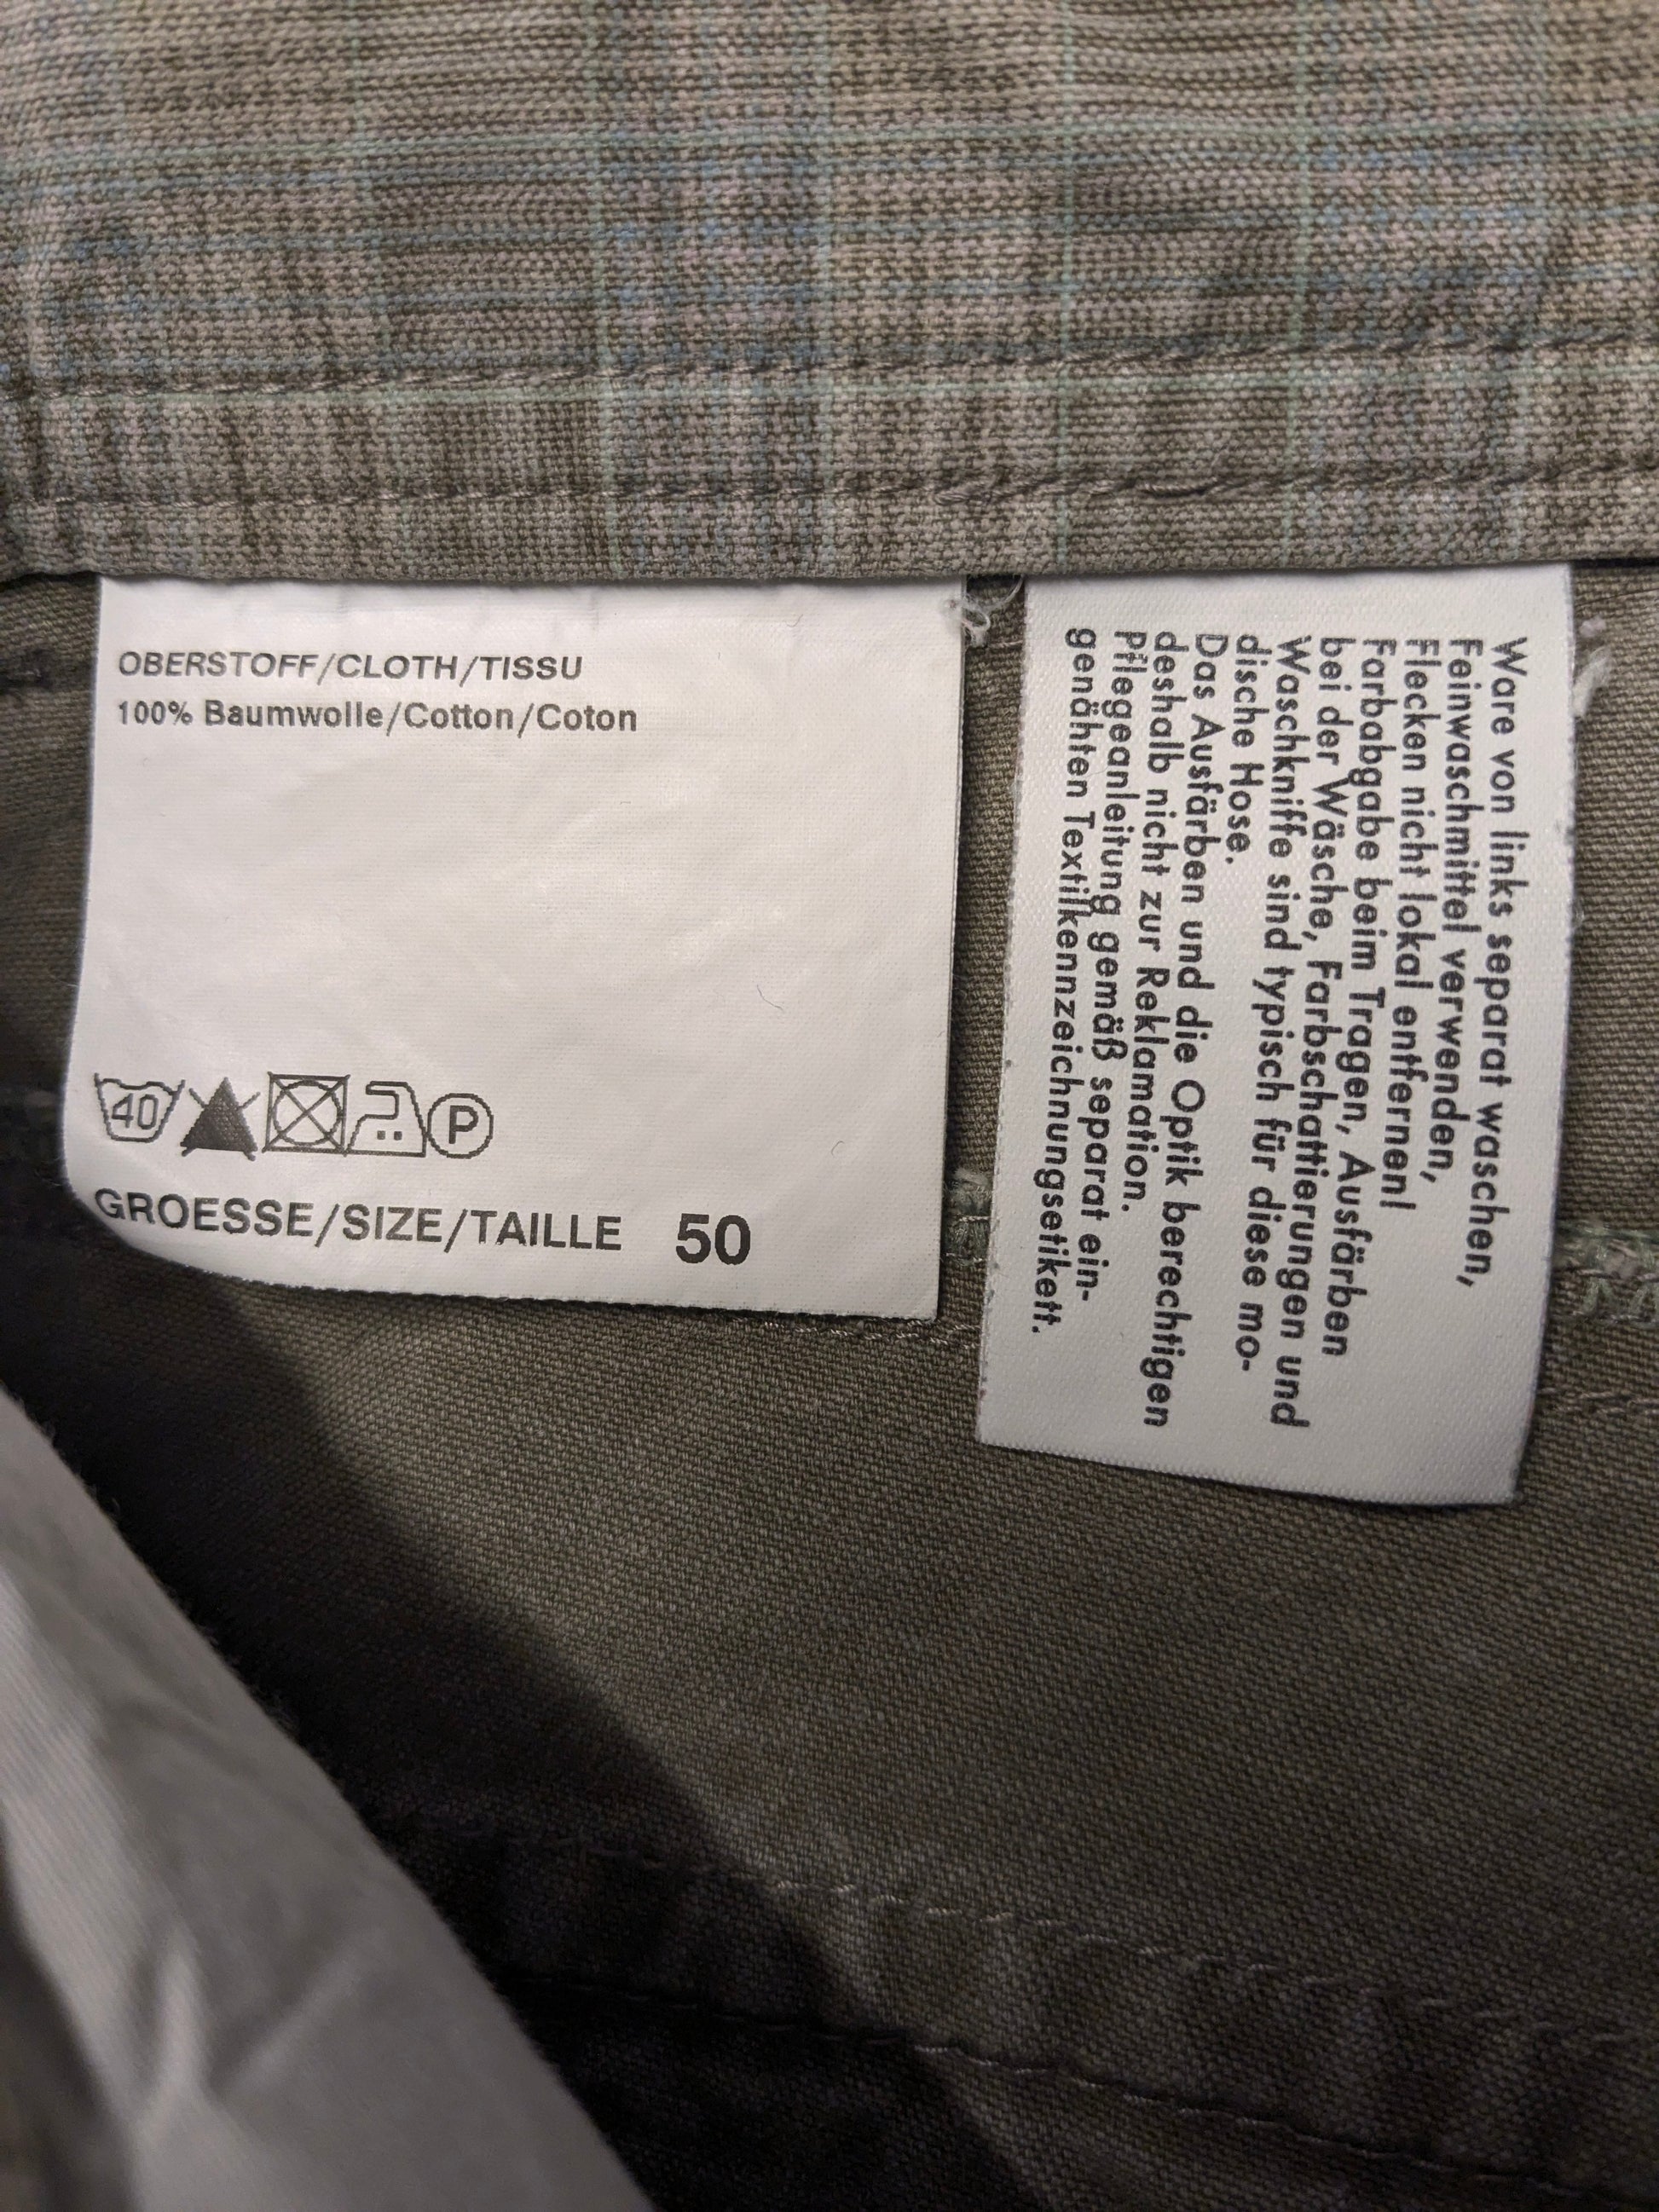 OBERSTOFF/CLOTH/TISSU
100% Baumwolle/Cotton/Coton
40
P
GROESSE/SIZE/TAILLE 50
Ware von links separat waschen,
Feinwaschmittel verwenden,
Flecken nicht lokal entfernen!
Farbabgabe beim Tragen, Ausfärben
bei der Wäsche, Farbschattierungen und
Waschkniffe sind typisch für diese mo-
dische Hose.
Das Ausfärben und die Optik berechtigen
deshalb nicht zur Reklamation.
Pflegeanleitung gemäß separat ein-
genähten Textilkennzeichnungsetikett.